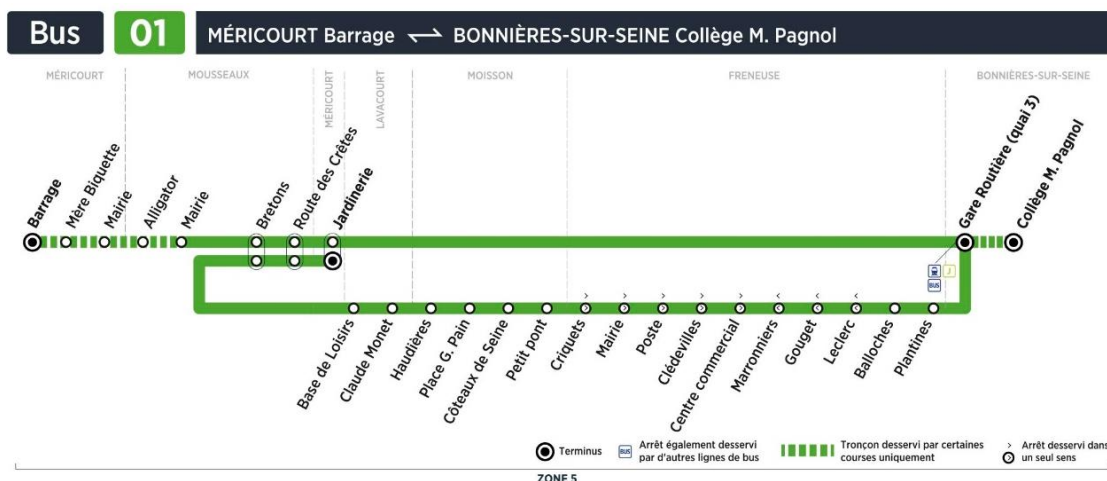 Bus 01 MÉRICOURT Barrage BONNIÈRES-SUR-SEINE Collège M. Pagnol
MÉRICOURT
MOUSSEAUX
MÉRICOURT
LAVACOURT
MOISSON
FRENEUSE
BONNIÈRES-SUR-SEINE
Barrage
Mère Biquette
Mairie
Alligator
Mairie
Bretons
Route des Crêtes
Jardinerie
Gare Routière (quai 3)
Collège M. Pagnol
J
BUS
Base de Loisirs
Claude Monet
Haudières
Place G. Pain
Côteaux de Seine
Petit pont
Criquets
Mairie
Poste
Clédevilles
Centre commercial
Marronniers
Gouget
Leclerc
Balloches
Plantines
Terminus
BUS
Arrêt également desservi
par d'autres lignes de bus
Tronçon desservi par certaines
courses uniquement
Arrêt desservi dans
un seul sens
ZONE 5